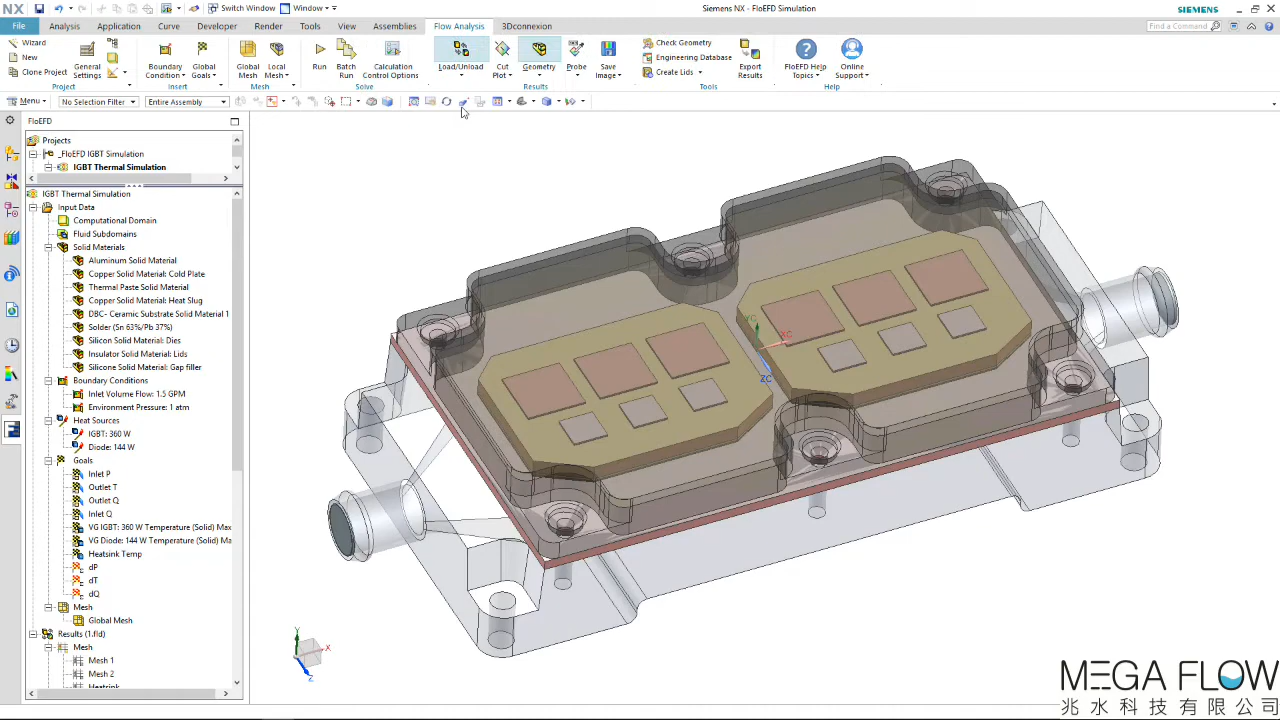 NX
Switch Window
Window
Siemens NX - FloEFD Simulation
SIEMENS
File
Analysis
Application
Curve
Developer
Render
Tools
View
Assemblies
Flow Analysis
3Dconnexion
Find a Command
Wizard
New
Clone Project
General Settings
Project
Boundary Condition
Global Goals
Insert
Global Mesh
Local Mesh
Mesh
Run
Batch Run
Calculation Control Options
Solve
Load/Unload
Cut Plot
Geometry
Probe
Save Image
Results
Check Geometry
Engineering Database
Create Lids
Export Results
Tools
FloEFD Help Topics
Online Support
Help
Menu
No Selection Filter
Entire Assembly
FloEFD
Projects
_FloEFD IGBT Simulation
IGBT Thermal Simulation
IGBT Thermal Simulation
Input Data
Computational Domain
Fluid Subdomains
Solid Materials
Aluminum Solid Material
Copper Solid Material: Cold Plate
Thermal Paste Solid Material
Copper Solid Material: Heat Slug
DBC- Ceramic Substrate Solid Material 1
Solder (Sn 63%/Pb 37%)
Silicon Solid Material: Dies
Insulator Solid Material: Lids
Silicone Solid Material: Gap filler
Boundary Conditions
Inlet Volume Flow: 1.5 GPM
Environment Pressure: 1 atm
Heat Sources
IGBT: 360 W
Diode: 144 W
Goals
Inlet P
Outlet T
Outlet Q
Inlet Q
VG IGBT: 360 W Temperature (Solid) Max
VG Diode: 144 W Temperature (Solid) Ma
Heatsink Temp
dP
dT
dQ
Mesh
Global Mesh
Results (1.fld)
Mesh
Mesh 1
Mesh 2
Heatsink
YC
XC
ZC
Y
X
Z
MEGA FLOW
兆水科技有限公司